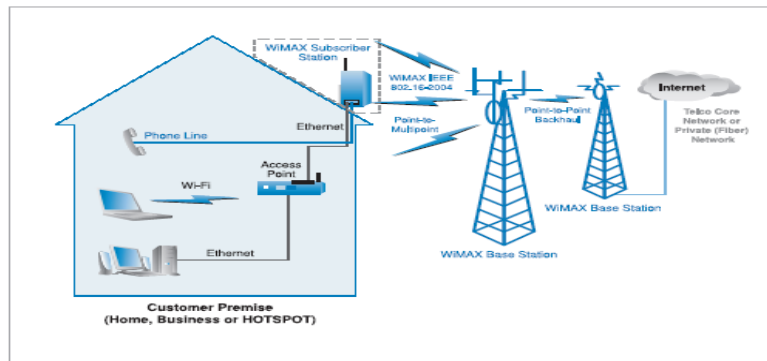 WiMAX Subscriber
Station
WiMAX IEEE
802.16-2004
Ethernet
Phone Line
Point-to-
Multipoint
Point-to-Point
Backhaul
Internet
Telco Core
Network or
Private (Fiber)
Network
Access
Point
Wi-Fi
Ethernet
WiMAX Base Station
WiMAX Base Station
Customer Premise
(Home, Business or HOTSPOT)